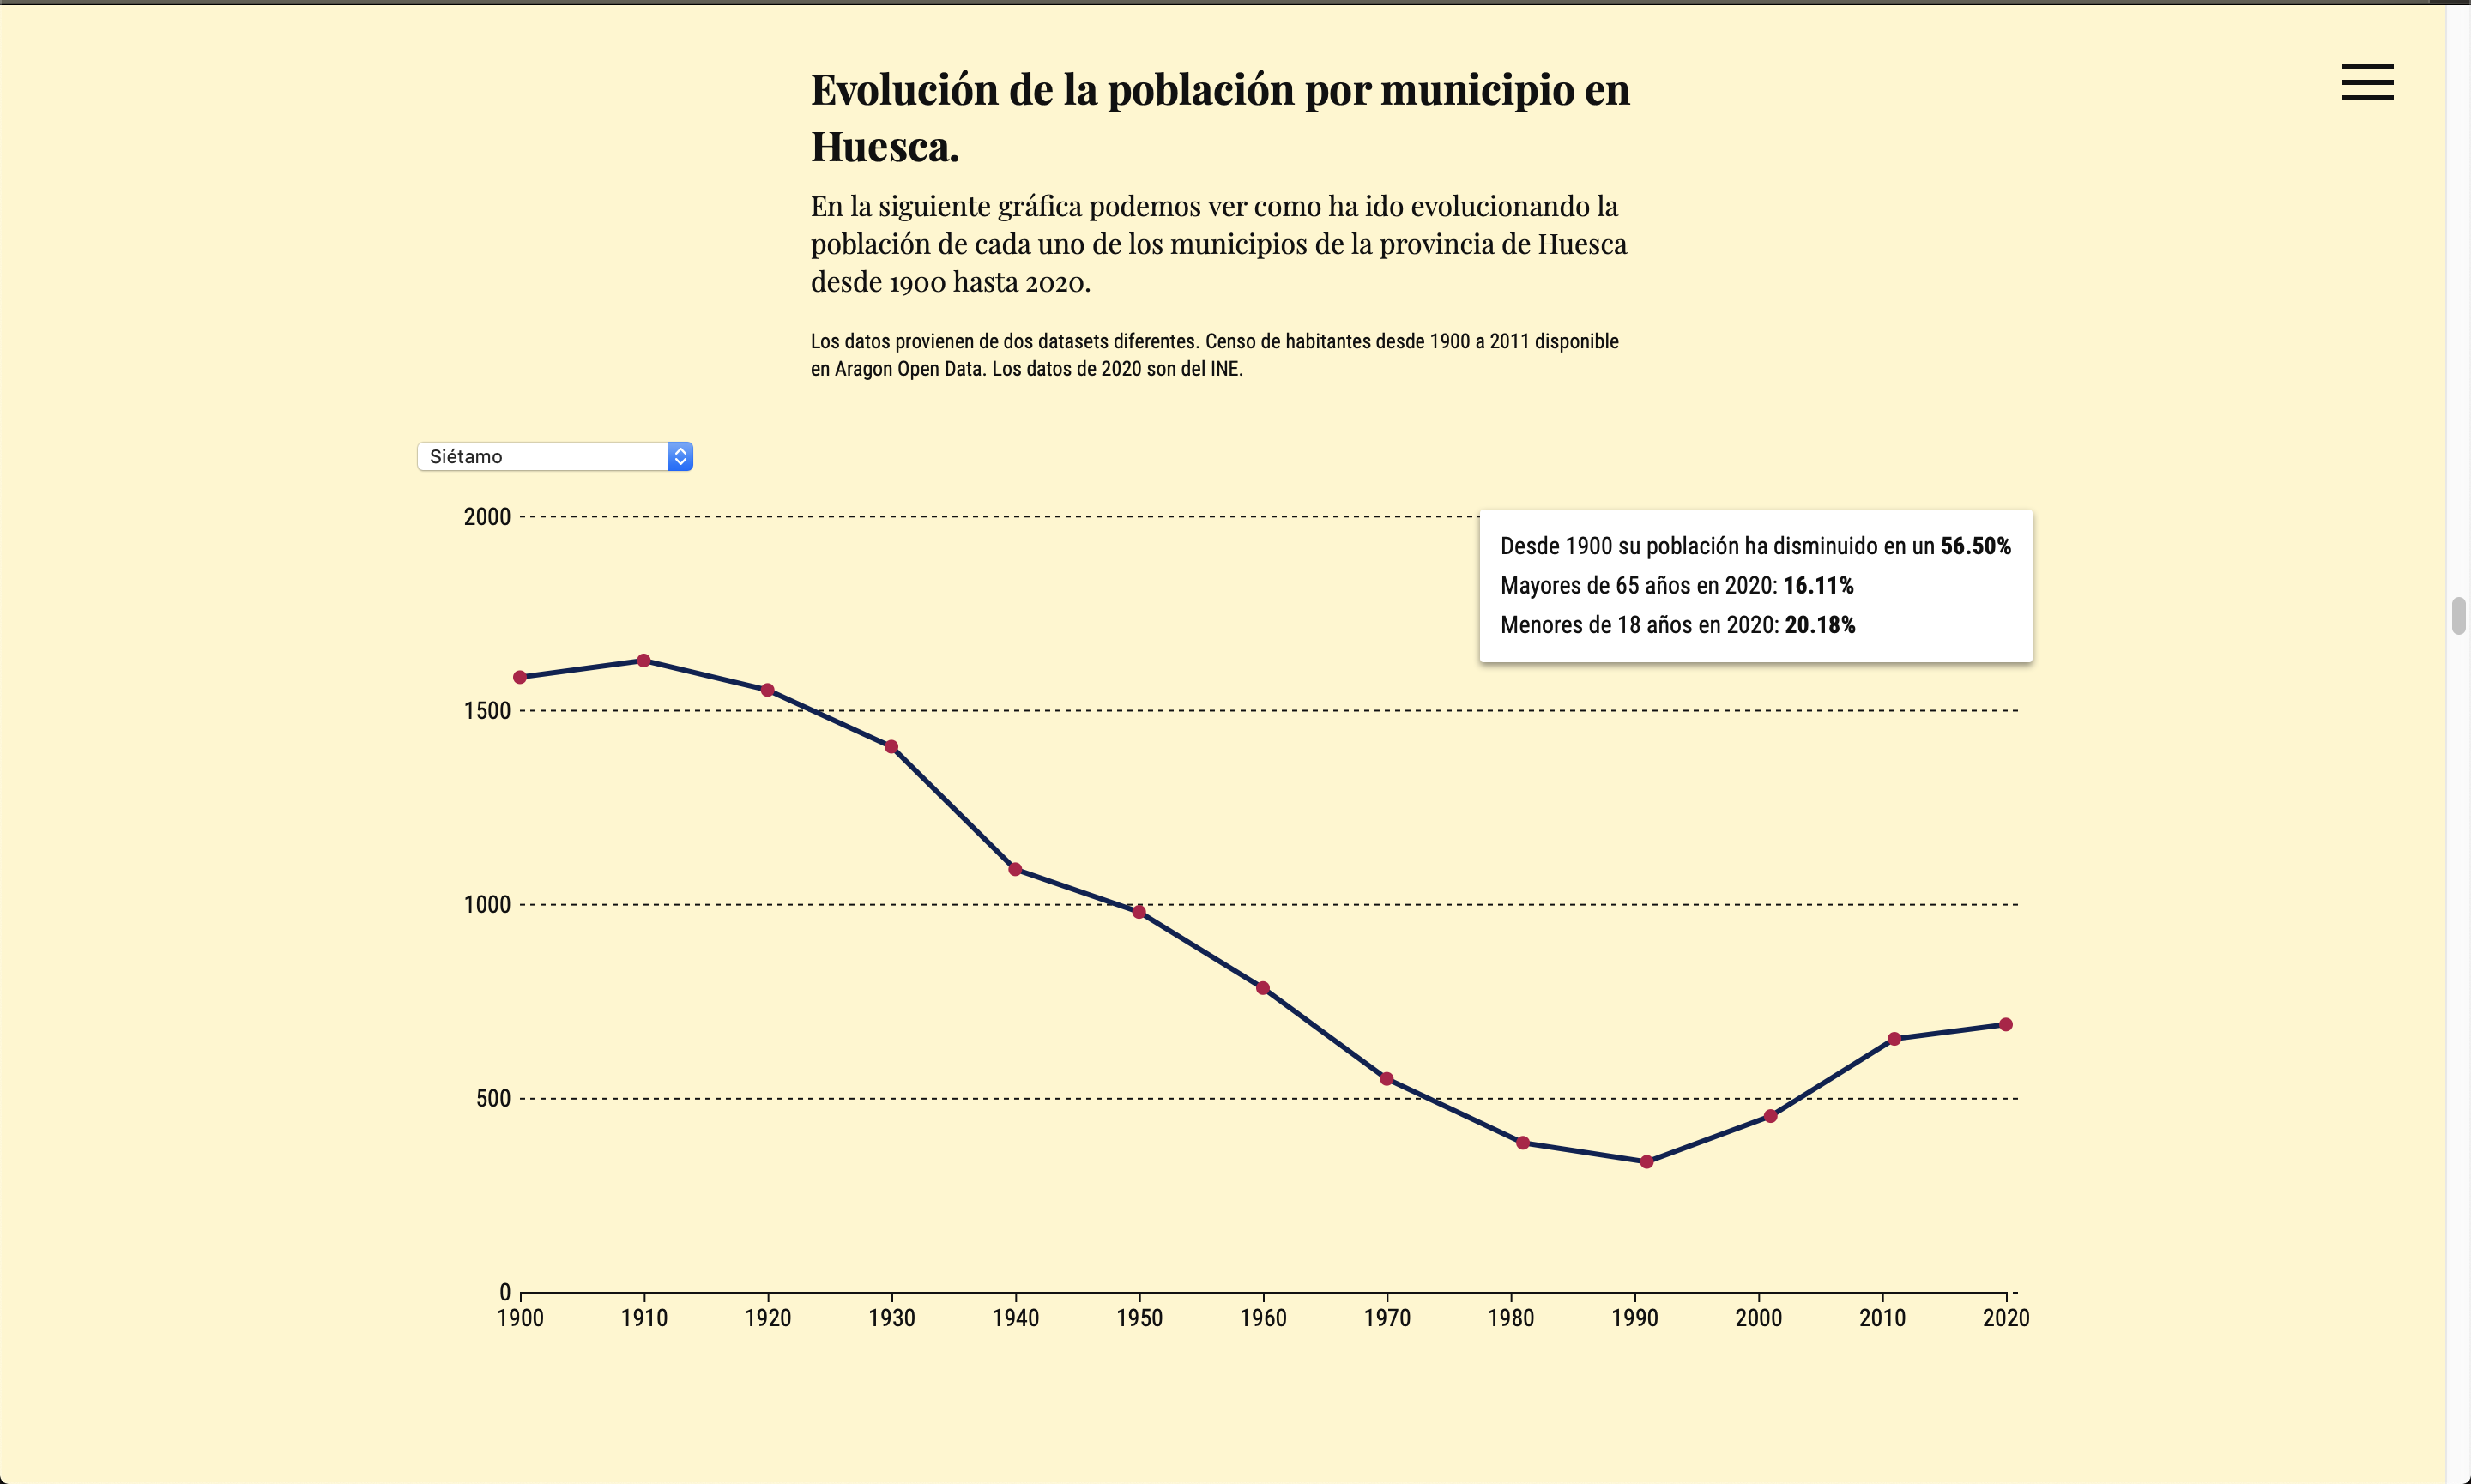 Evolución de la población por municipio en
Huesca.
En la siguiente gráfica podemos ver como ha ido evolucionando la
población de cada uno de los municipios de la provincia de Huesca
desde 1900 hasta 2020.
Los datos provienen de dos datasets diferentes. Censo de habitantes desde 1900 a 2011 disponible
en Aragon Open Data. Los datos de 2020 son del INE.
Siétamo
2000
Desde 1900 su población ha disminuido en un 56.50%
Mayores de 65 años en 2020: 16.11%
Menores de 18 años en 2020: 20.18%
1500
1000
500
0
1900 1910 1920 1930 1940 1950 1960 1970 1980 1990 2000 2010 2020